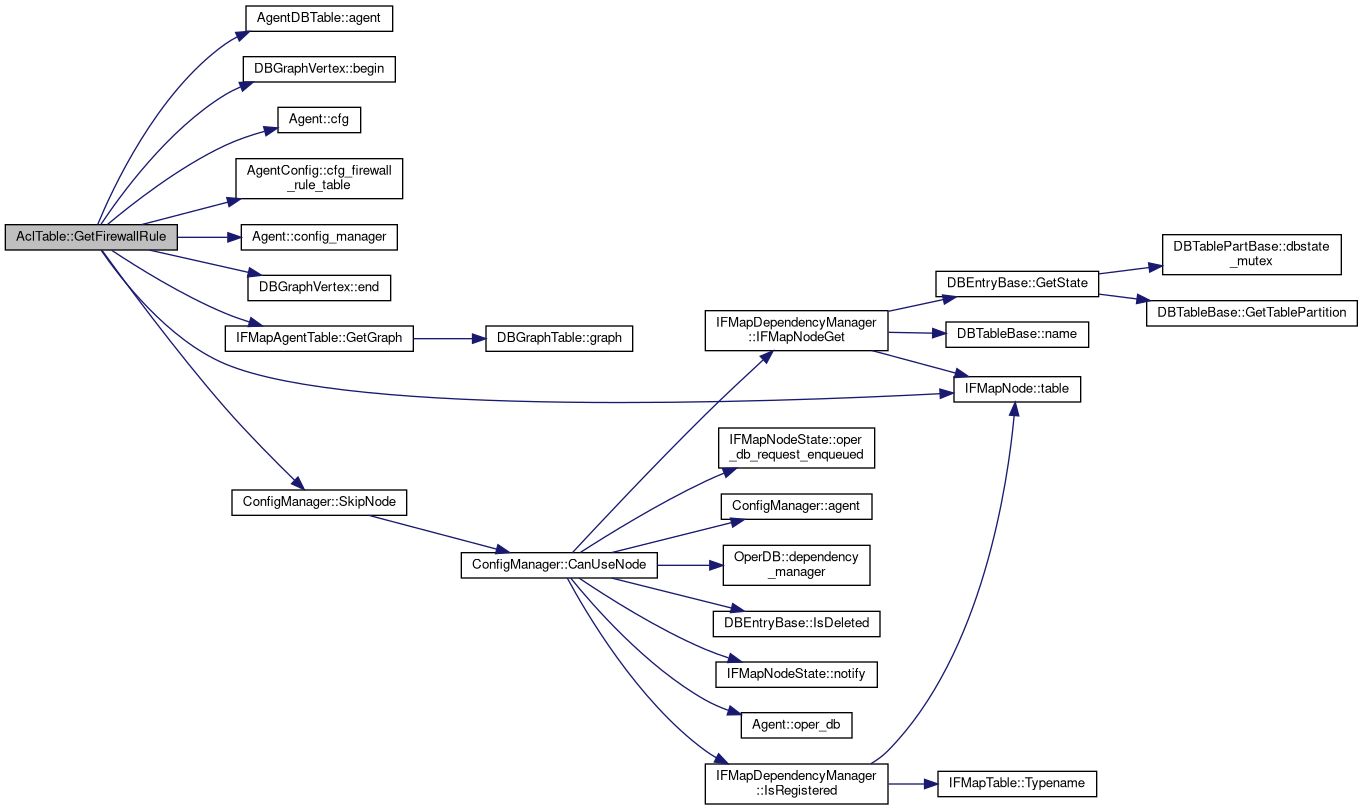 AgentDBTable::agent
DBGraphVertex::begin
Agent::cfg
AgentConfig::cfg_firewall
_rule_table
AclTable::GetFirewallRule
Agent::config_manager
DBGraphVertex::end
IFMapAgentTable::GetGraph
DBGraphTable::graph
ConfigManager::SkipNode
ConfigManager::CanUseNode
IFMapDependencyManager
::IFMapNodeGet
DBEntryBase::GetState
DBTablePartBase::dbstate
_mutex
DBTableBase::GetTablePartition
DBTableBase::name
IFMapNode::table
IFMapNodeState::oper
_db_request_enqueued
ConfigManager::agent
OperDB::dependency
_manager
DBEntryBase::IsDeleted
IFMapNodeState::notify
Agent::oper_db
IFMapDependencyManager
::IsRegistered
IFMapTable::Typename